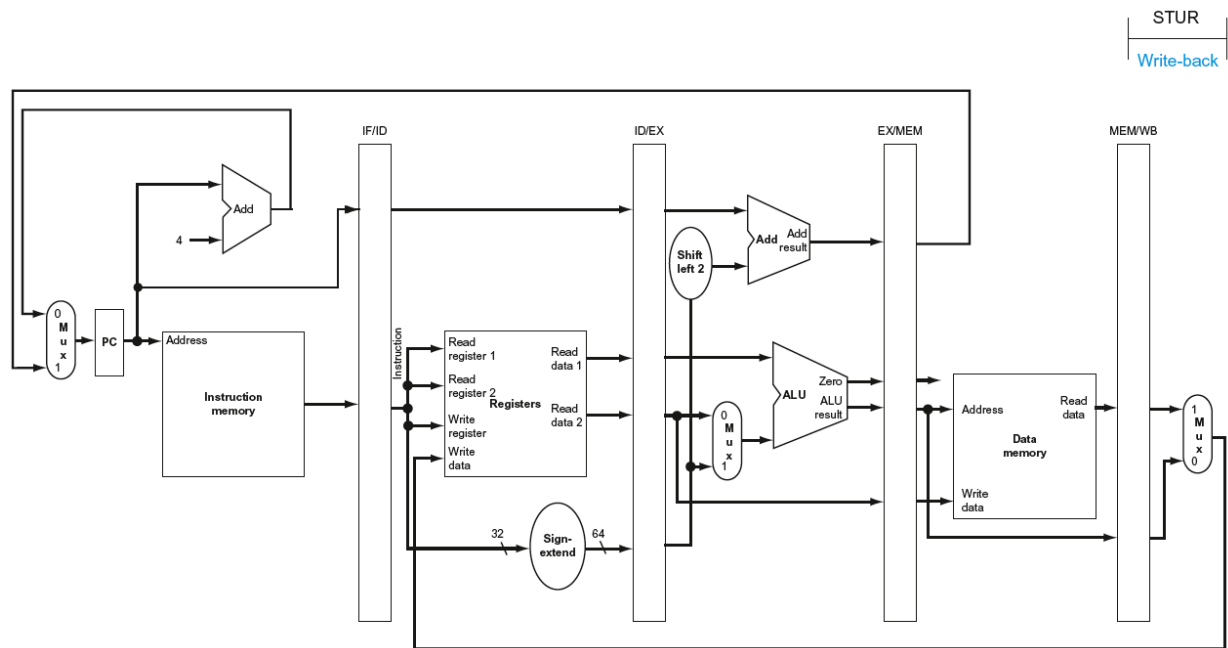 STUR
Write-back
IF/ID
ID/EX
EX/MEM
MEM/WB
Add
4
Add
Add
result
Shift
left 2
0
M
u
x
1
PC
Address
Instruction
memory
Instruction
Read
register 1
Read
register 2
Write
register
Write
data
Registers
Read
data 1
Read
data 2
0
M
u
x
1
ALU
Zero
ALU
result
Address
Read
data
Data
memory
Write
data
1
M
u
x
0
32
Sign-
extend
64